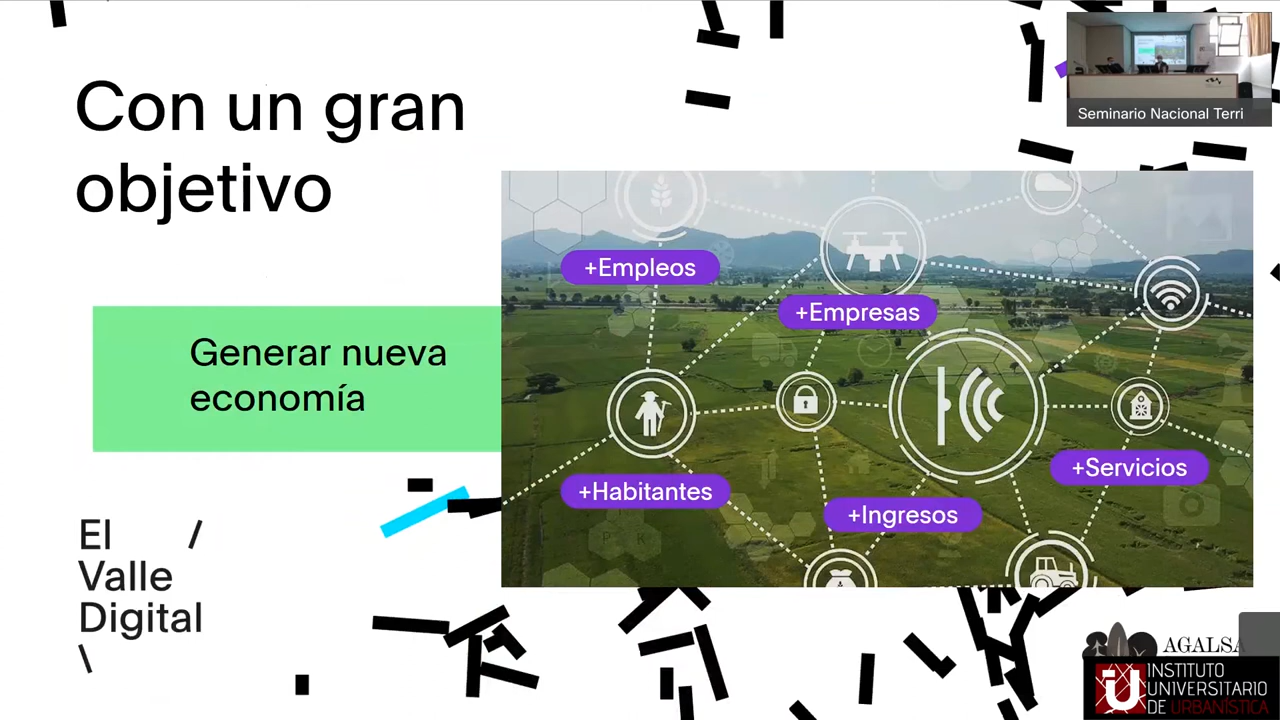 Con un gran
objetivo
Seminario Nacional Terri
Generar nueva
economía
+Empleos
+Empresas
+Habitantes
+Servicios
+Ingresos
El /
Valle
Digital
\
AGALSA
INSTITUTO
UNIVERSITARIO
DE URBANÍSTICA